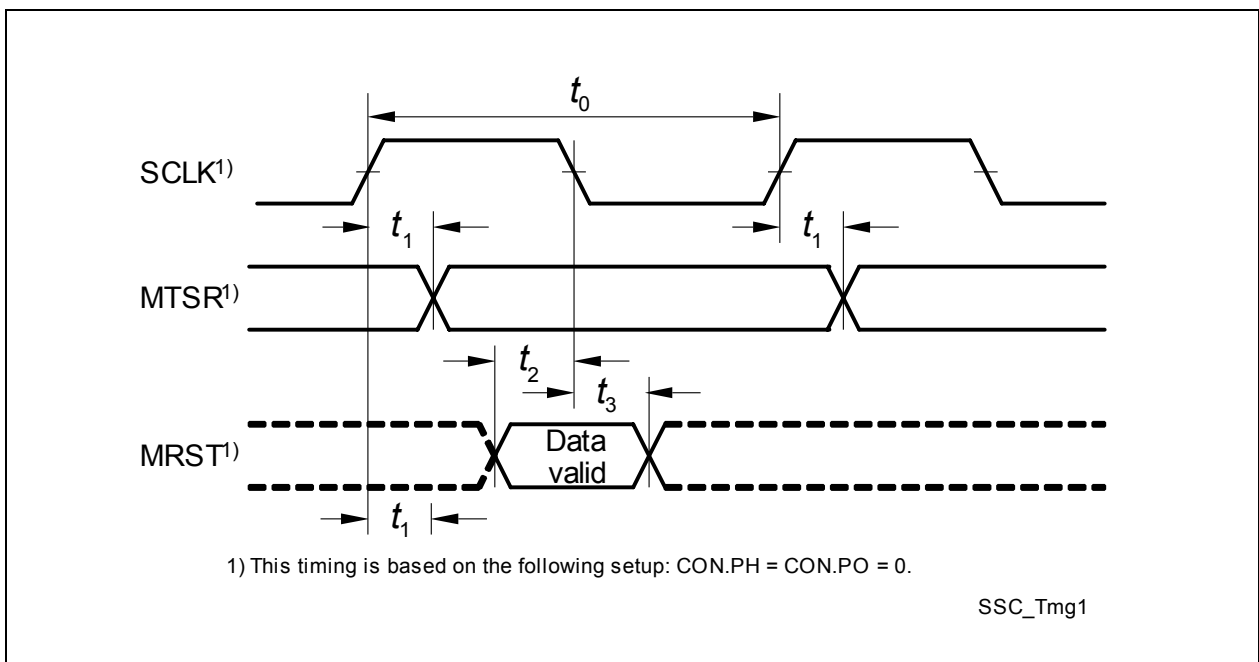 t0
SCLK1)
t1 t1
MTSR1)
t2
t3
MRST1)
Data
valid
t1
1) This timing is based on the following setup: CON.PH = CON.PO = 0.
SSC_Tmg1